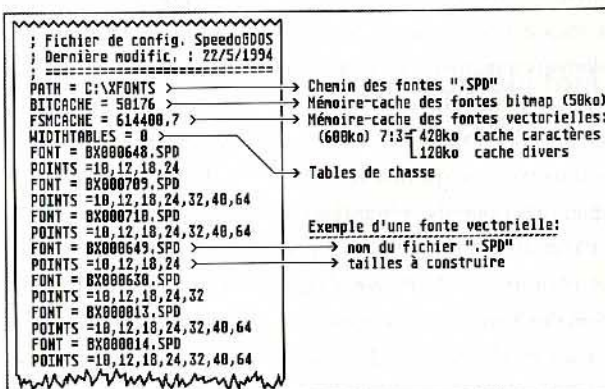 ; Fichier de config. SpeedoGDOS
; Dernière modific. : 22/5/1994
; =============================
PATH = C:\XFONTS
BITCACHE = 50176
FSMCACHE = 614400,7
WIDTHTABLES = 0
FONT = BX000648.SPD
POINTS =10,12,18,24
FONT = BX000709.SPD
POINTS =10,12,18,24,32,40,64
FONT = BX000710.SPD
POINTS =10,12,18,24,32,40,64
FONT = BX000649.SPD
POINTS =10,12,18,24
FONT = BX000630.SPD
POINTS =10,12,18,24,32
FONT = BX000013.SPD
POINTS =10,12,18,24,32,40,64
FONT = BX000014.SPD
POINTS =10,12,18,24,32,40,64
Chemin des fontes ".SPD"
Mémoire-cache des fontes bitmap (50ko)
Mémoire-cache des fontes vectorielles:
(600ko) 7:3= 420ko cache caractères
120ko cache divers
Tables de chasse
Exemple d'une fonte vectorielle:
nom du fichier ".SPD"
tailles à construire